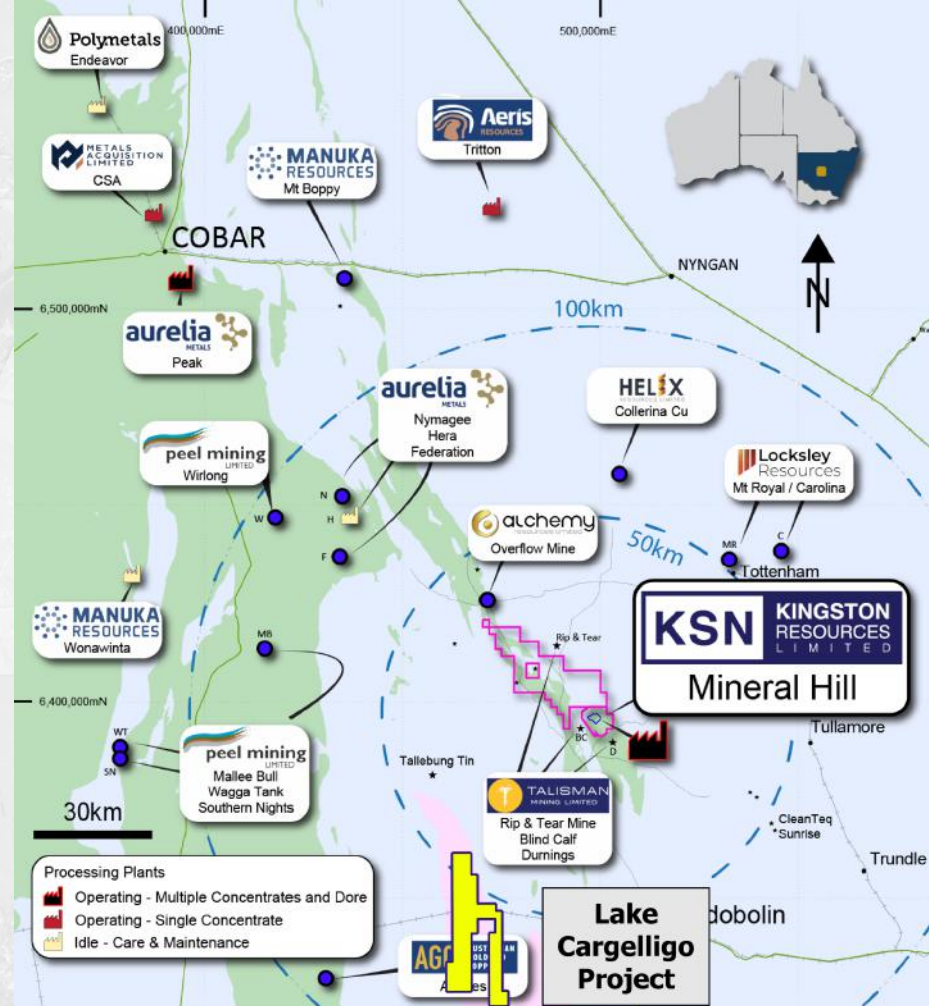 400,000mE
500,000mE
Polymetals
Endeavor
METALS
ACQUISITION
LIMITED
CSA
MANUKA
RESOURCES
Mt Boppy
Aeris
RESOURCES
Tritton
COBAR
NYNGAN
N
6,500,000mN
100km
aurelia
METALS
Peak
aurelia
METALS
Nymagee
Hera
Federation
HELIX
RESOURCES LIMITED
Collerina Cu
peel mining
LIMITED
Wirlong
Locksley
Resources
Mt Royal / Carolina
N
W
H
F
alchemy
RESOURCES LIMITED
Overflow Mine
50km
MR
C
Tottenham
MANUKA
RESOURCES
Wonawinta
KSN
KINGSTON
RESOURCES
LIMITED
Mineral Hill
MB
Rip & Tear
6,400,000mN
WT
SN
BC
D
Tullamore
peel mining
LIMITED
Mallee Bull
Wagga Tank
Southern Nights
Tallebung Tin
TALISMAN
MINING LIMITED
Rip & Tear Mine
Blind Calf
Durnings
30km
CleanTeq
Sunrise
Trundle
Processing Plants
Operating - Multiple Concentrates and Dore
Operating - Single Concentrate
Idle - Care & Maintenance
Lake
Cargelligo
Project
dobolin